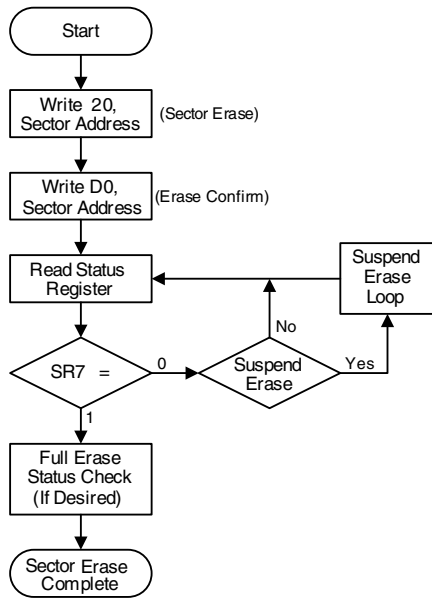 Start
Write 20,
Sector Address
(Sector Erase)
Write D0,
Sector Address
(Erase Confirm)
Read Status
Register
Suspend
Erase
Loop
No
SR7 =
0
Suspend
Erase
Yes
1
Full Erase
Status Check
(If Desired)
Sector Erase
Complete